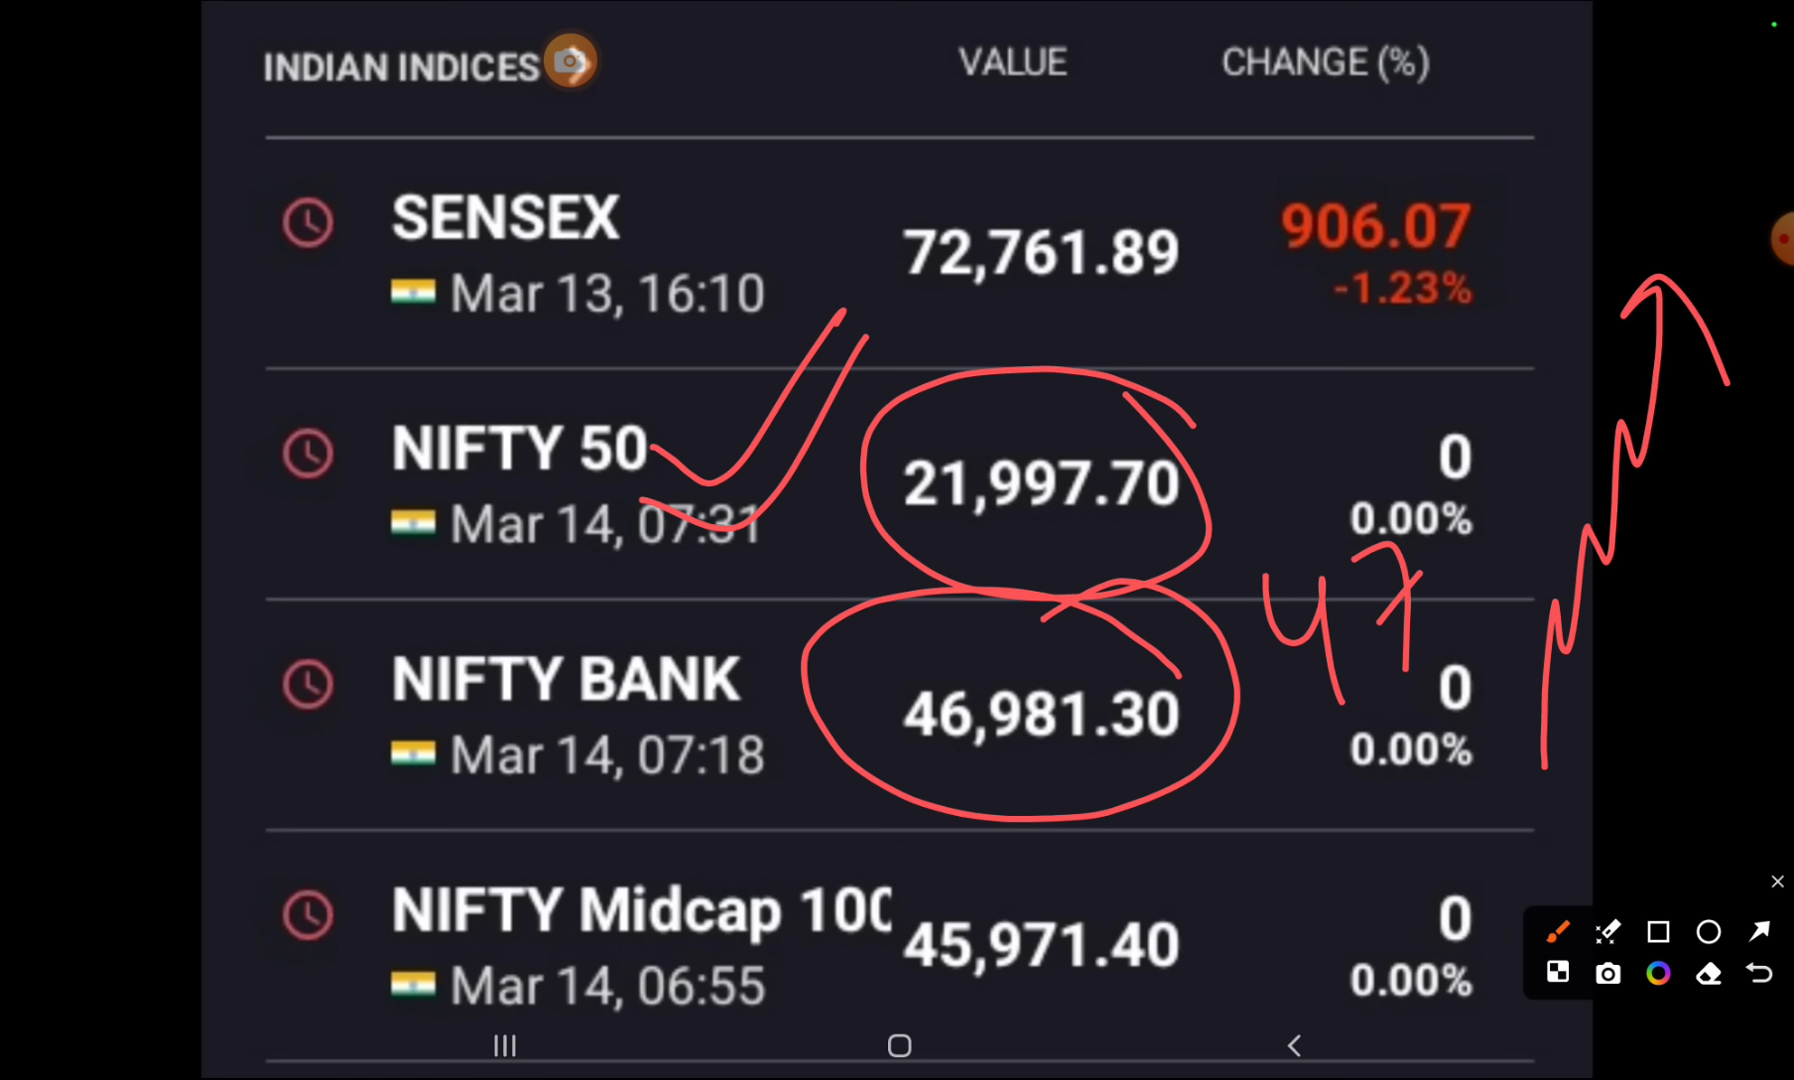 INDIAN INDICES VALUE CHANGE (%)
SENSEX 72,761.89 906.07
Mar 13, 16:10 -1.23%
NIFTY 50 21,997.70 0
Mar 14, 07:31 0.00%
47
NIFTY BANK 46,981.30 0
Mar 14, 07:18 0.00%
NIFTY Midcap 100 45,971.40 0
Mar 14, 06:55 0.00%